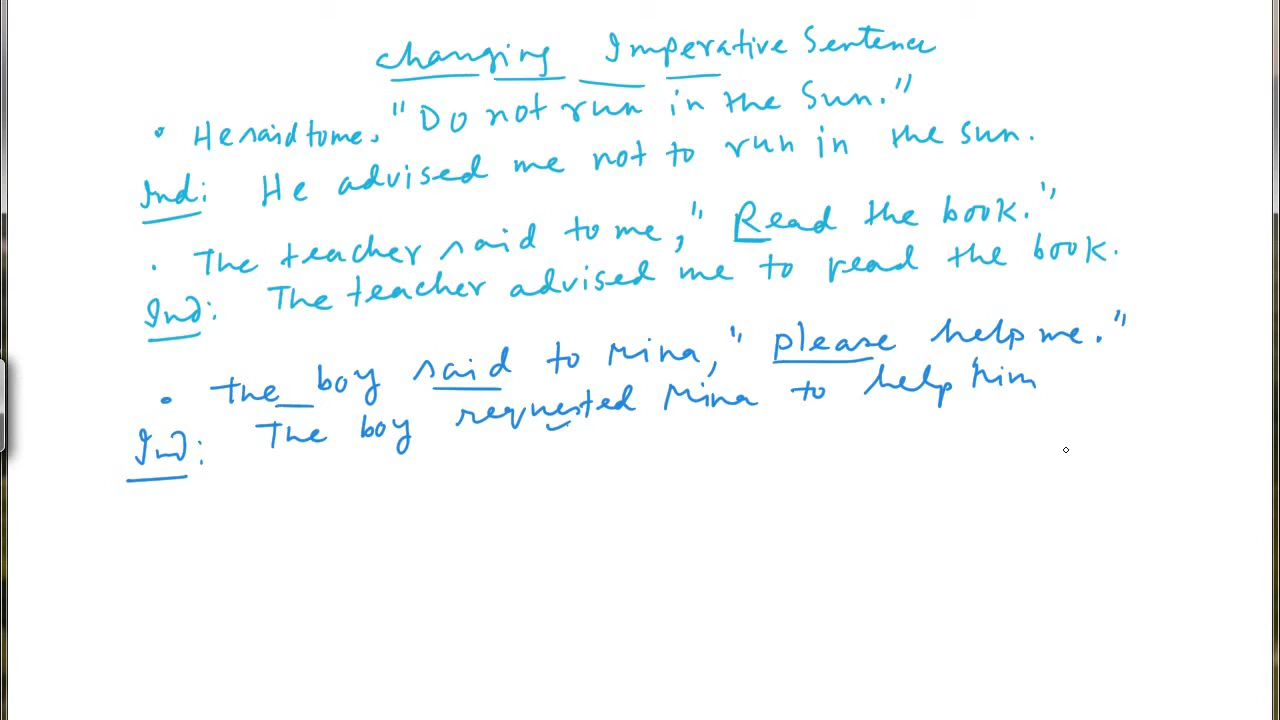 Changing Imperative Sentence
• He said to me, "Do not run in the Sun."
Ind: He advised me not to run in the sun.
• The teacher said to me, "Read the book."
Ind: The teacher advised me to read the book.
• The boy said to Mina, "please help me."
Ind: The boy requested Mina to help him